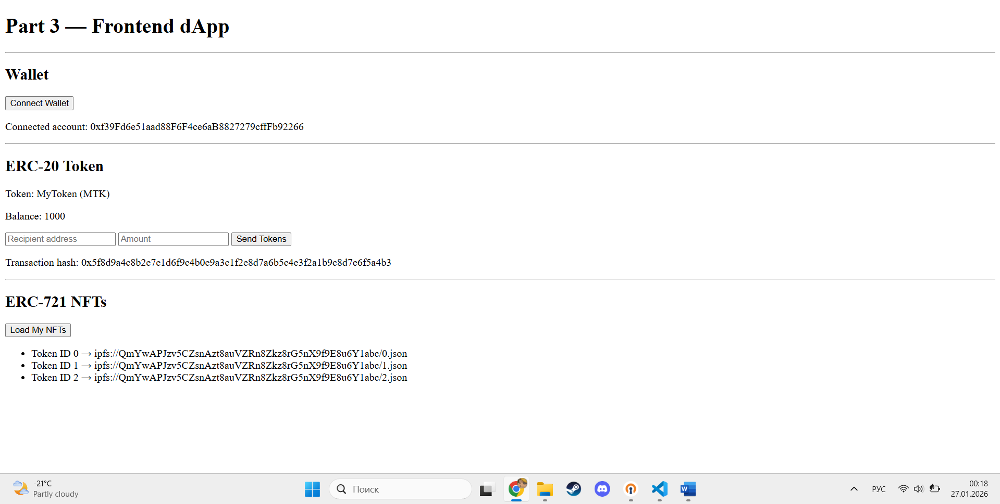 Part 3 — Frontend dApp
Wallet
Connect Wallet
Connected account: 0xf39Fd6e51aad88F6F4ce6aB8827279cffFb92266
ERC-20 Token
Token: MyToken (MTK)
Balance: 1000
Recipient address Amount Send Tokens
Transaction hash: 0x5f8d9a4c8b2e7e1d6f9c4b0e9a3c1f2e8d7a6b5c4e3f2a1b9c8d7e6f5a4b3
ERC-721 NFTs
Load My NFTs
• Token ID 0 → ipfs://QmYwAPJzv5CZsnAzt8auVZRn8Zkz8rG5nX9f9E8u6Y1abc/0.json
• Token ID 1 → ipfs://QmYwAPJzv5CZsnAzt8auVZRn8Zkz8rG5nX9f9E8u6Y1abc/1.json
• Token ID 2 → ipfs://QmYwAPJzv5CZsnAzt8auVZRn8Zkz8rG5nX9f9E8u6Y1abc/2.json
-21°C
Partly cloudy
Поиск
W
РУС
00:18
27.01.2026